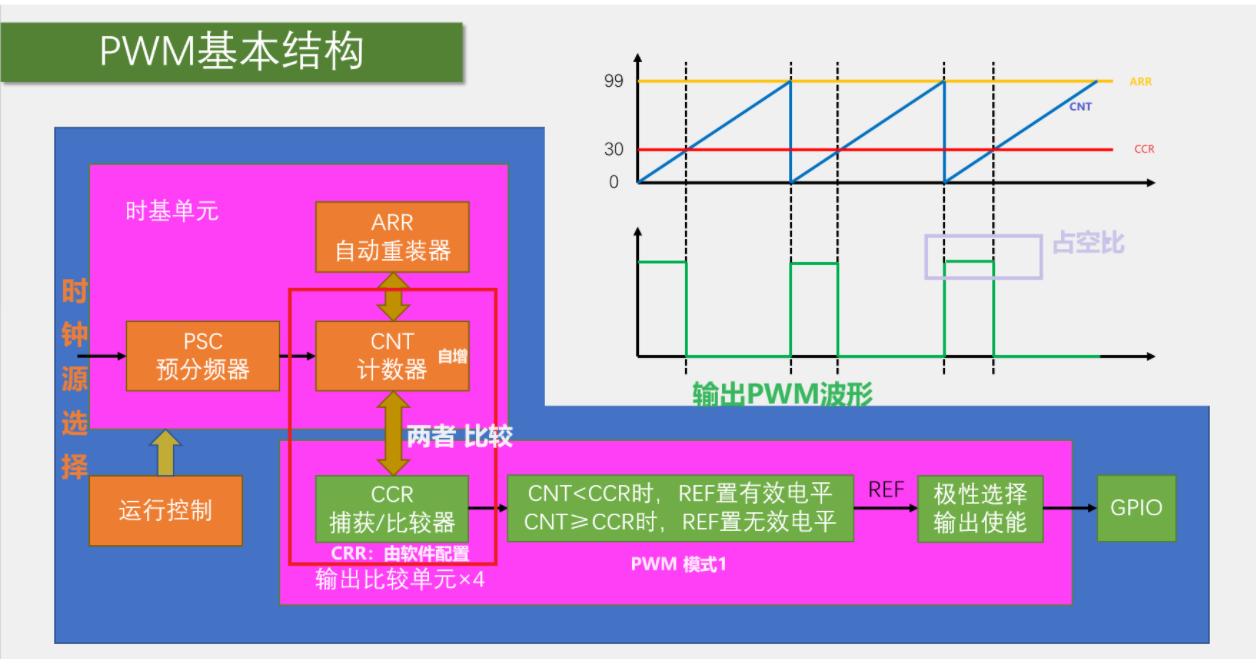 PWM基本结构
99
ARR
CNT
30
CCR
0
占空比
输出PWM波形
时基单元
ARR
自动重装器
时钟源选择
PSC
预分频器
CNT
计数器
自增
两者 比较
运行控制
CCR
捕获/比较器
CRR：由软件配置
输出比较单元×4
CNT<CCR时，REF置有效电平
CNT≥CCR时，REF置无效电平
PWM 模式1
REF
极性选择
输出使能
GPIO